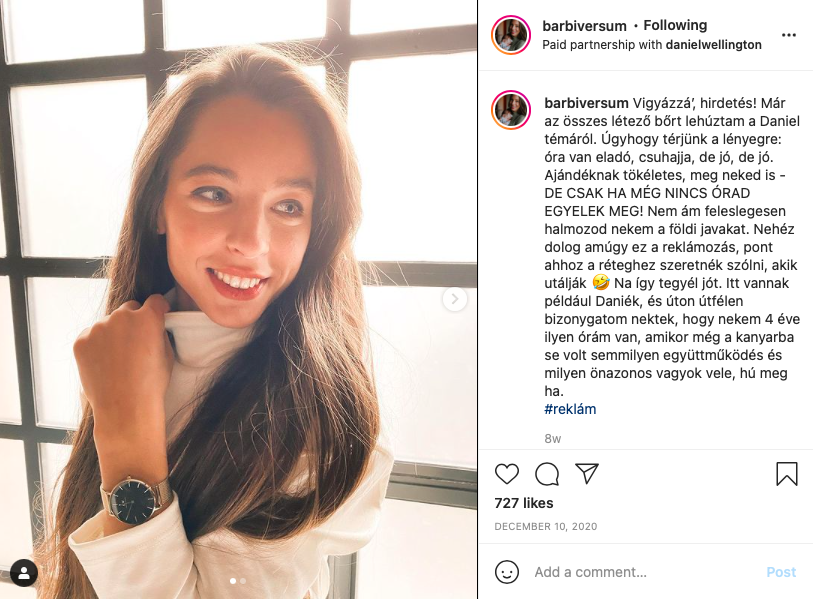 barbiversum • Following
Paid partnership with danielwellington
barbiversum Vigyázzá’, hirdetés! Már
az összes létező bőrt lehúztam a Daniel
témáról. Úgyhogy térjünk a lényegre:
óra van eladó, csuhajja, de jó, de jó.
Ajándéknak tökéletes, meg neked is -
DE CSAK HA MÉG NINCS ÓRAD
EGYELEK MEG! Nem ám feleslegesen
halmozod nekem a földi javakat. Nehéz
dolog amúgy ez a reklámozás, pont
ahhoz a réteghez szeretnék szólni, akik
utálják 🤣 Na így tegyél jót. Itt vannak
például Daniék, és úton útfélen
bizonygatom nektek, hogy nekem 4 éve
ilyen órám van, amikor még a kanyarba
se volt semmilyen együttműködés és
milyen önazonos vagyok vele, hú meg
ha.
#reklám
8w
727 likes
DECEMBER 10, 2020
Add a comment...
Post